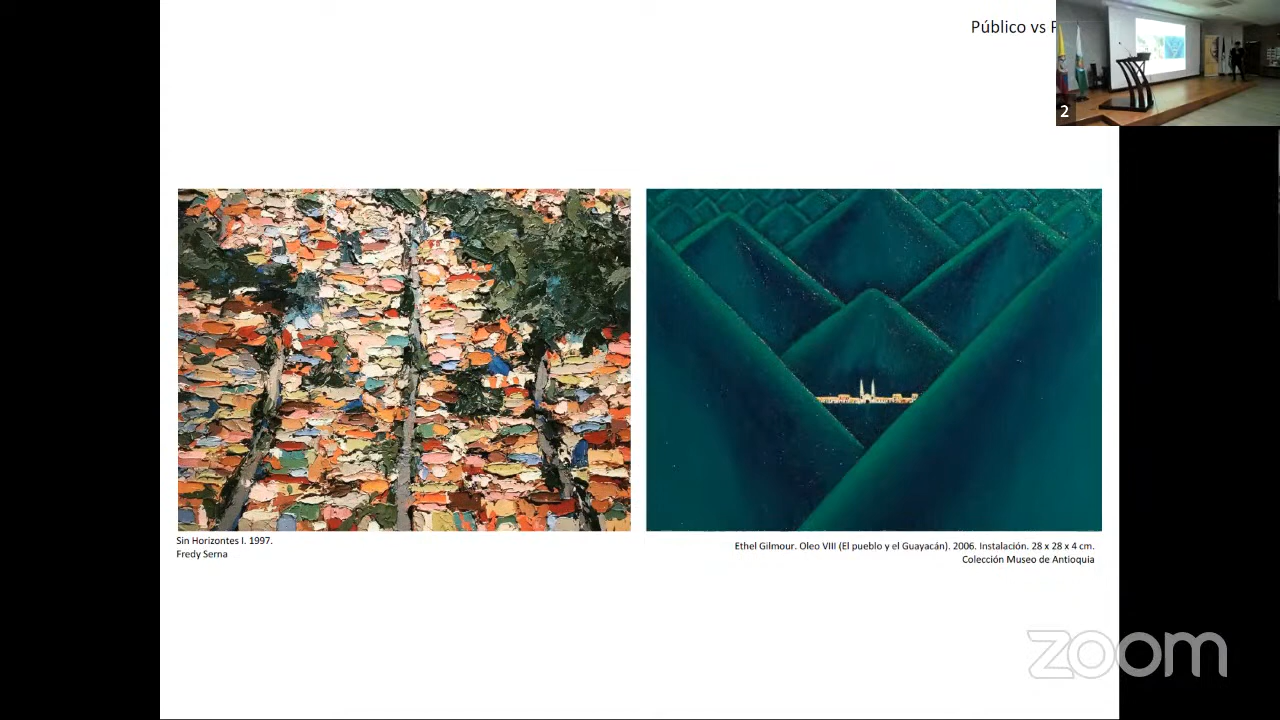 Público vs
2
Sin Horizontes I. 1997.
Fredy Serna
Ethel Gilmour. Oleo VIII (El pueblo y el Guayacán). 2006. Instalación. 28 x 28 x 4 cm.
Colección Museo de Antioquia
zoom